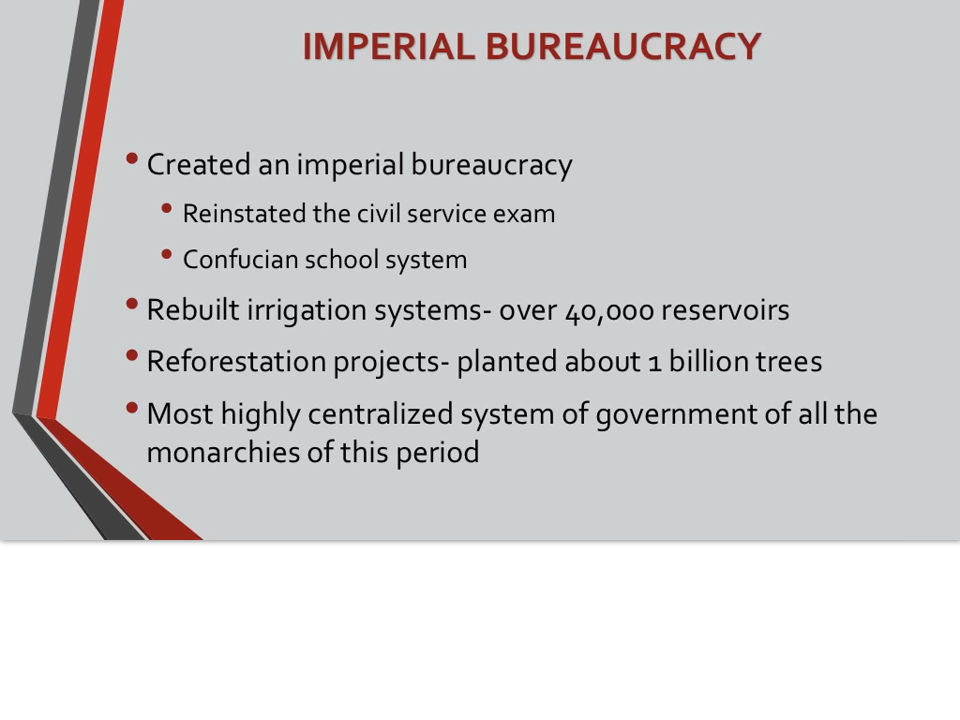 IMPERIAL BUREAUCRACY
• Created an imperial bureaucracy
• Reinstated the civil service exam
• Confucian school system
• Rebuilt irrigation systems- over 40,000 reservoirs
• Reforestation projects- planted about 1 billion trees
• Most highly centralized system of government of all the
monarchies of this period